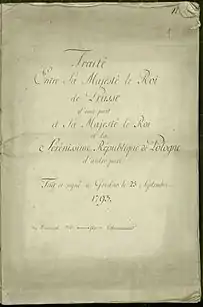 Traité
Entre Sa Majesté le Roi
de Prusse
d'une part
et Sa Majesté le Roi
et la
Sérénissime République de Pologne
d'autre part.
Fait et signé à Grodno le 25 Septembre
1793.